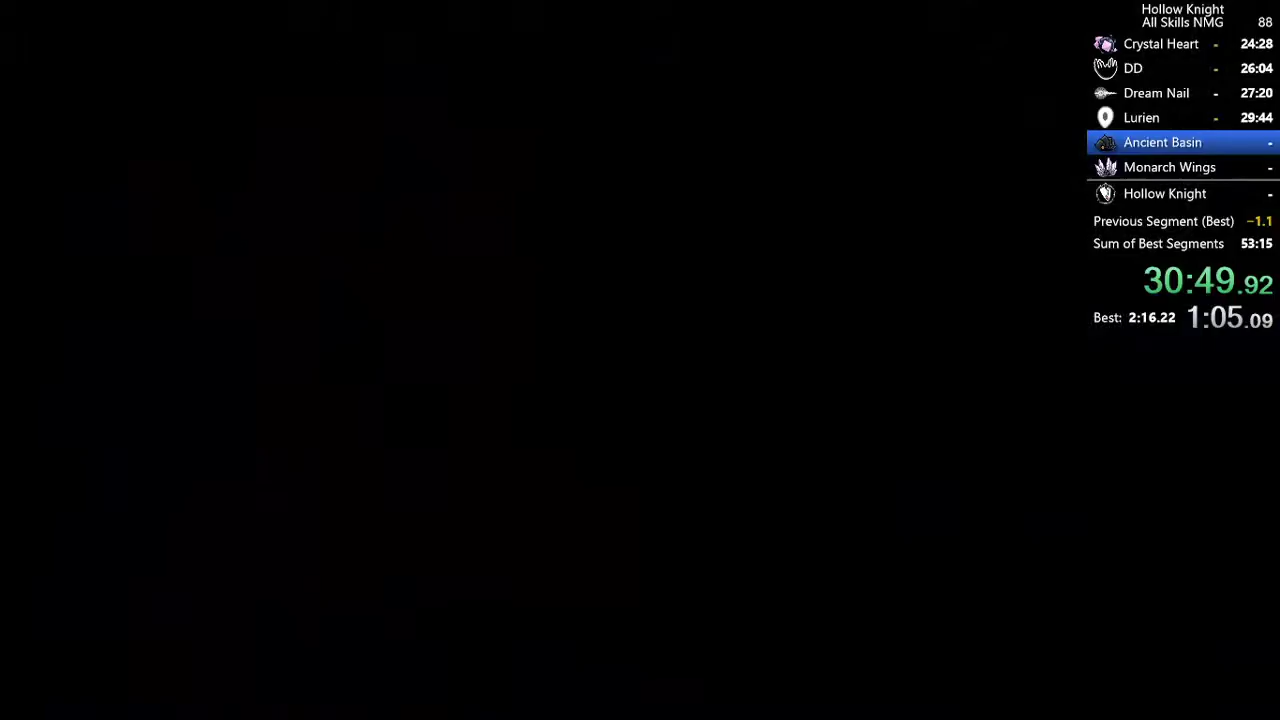 Hollow Knight
All Skills NMG 88
Crystal Heart - 24:28
DD - 26:04
Dream Nail - 27:20
Lurien - 29:44
Ancient Basin -
Monarch Wings -
Hollow Knight -
Previous Segment (Best) −1.1
Sum of Best Segments 53:15
30:49.92
Best: 2:16.22 1:05.09